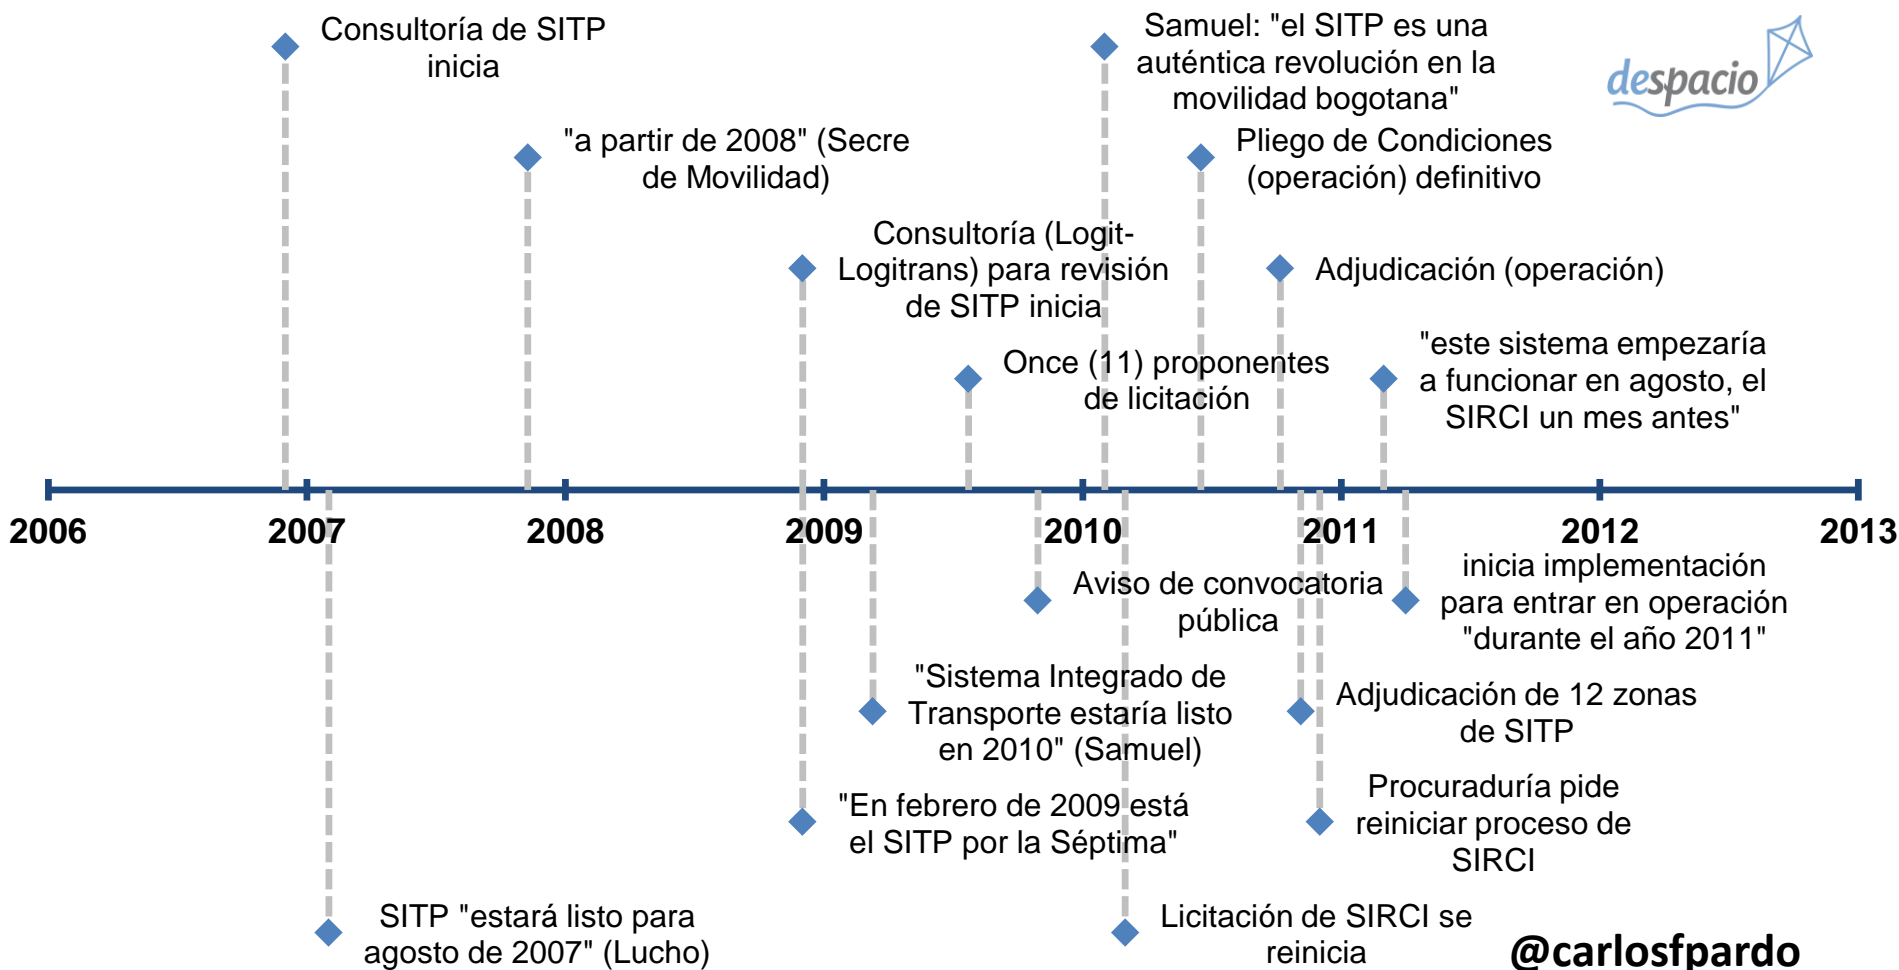 Consultoría de SITP
inicia
Samuel: "el SITP es una
auténtica revolución en la
movilidad bogotana"
despacio
"a partir de 2008" (Secre
de Movilidad)
Pliego de Condiciones
(operación) definitivo
Consultoría (Logit-
Logitrans) para revisión
de SITP inicia
Adjudicación (operación)
Once (11) proponentes
de licitación
"este sistema empezaría
a funcionar en agosto, el
SIRCI un mes antes"
2006 2007 2008 2009 2010 2011 2012 2013
Aviso de convocatoria
pública
inicia implementación
para entrar en operación
"durante el año 2011"
"Sistema Integrado de
Transporte estaría listo
en 2010" (Samuel)
Adjudicación de 12 zonas
de SITP
"En febrero de 2009 está
el SITP por la Séptima"
Procuraduría pide
reiniciar proceso de
SIRCI
SITP "estará listo para
agosto de 2007" (Lucho)
Licitación de SIRCI se
reinicia
@carlosfpardo